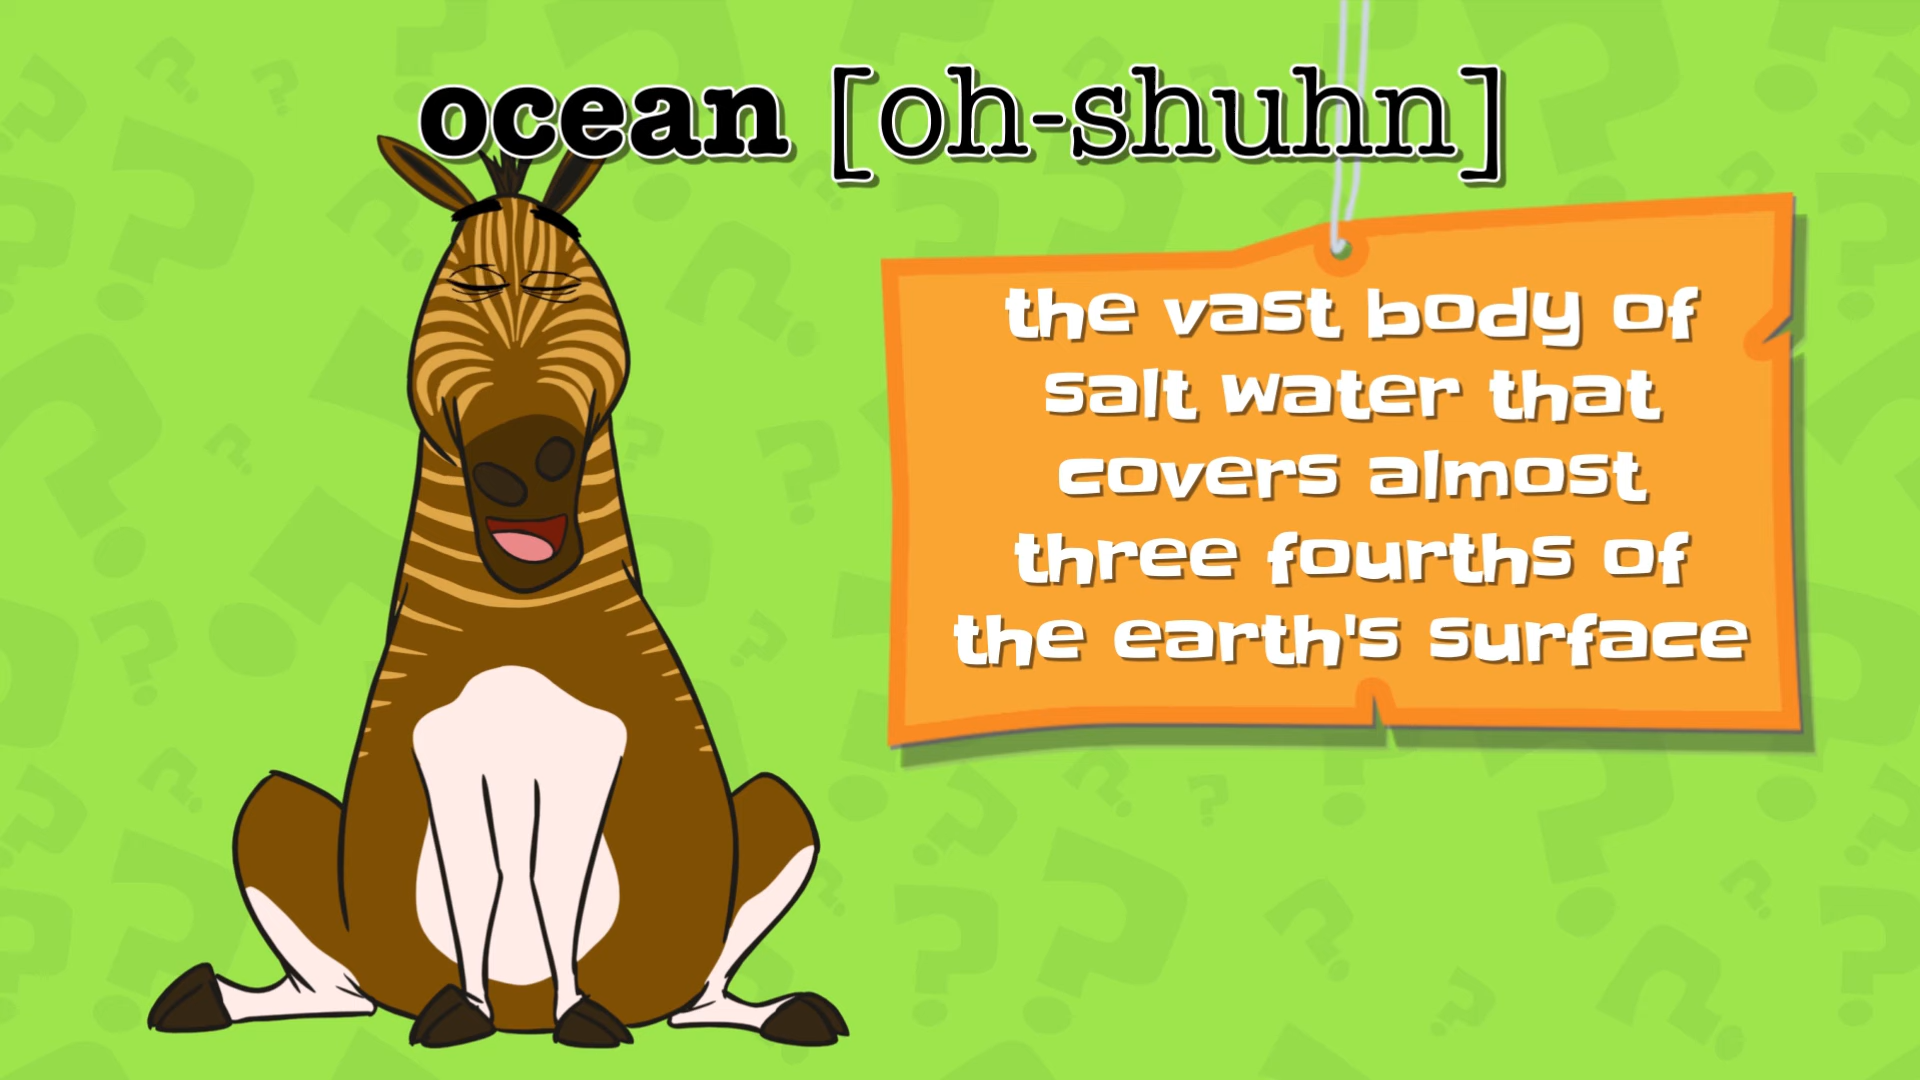 ocean [oh-shuhn]
the vast body of
salt water that
covers almost
three fourths of
the earth's surface